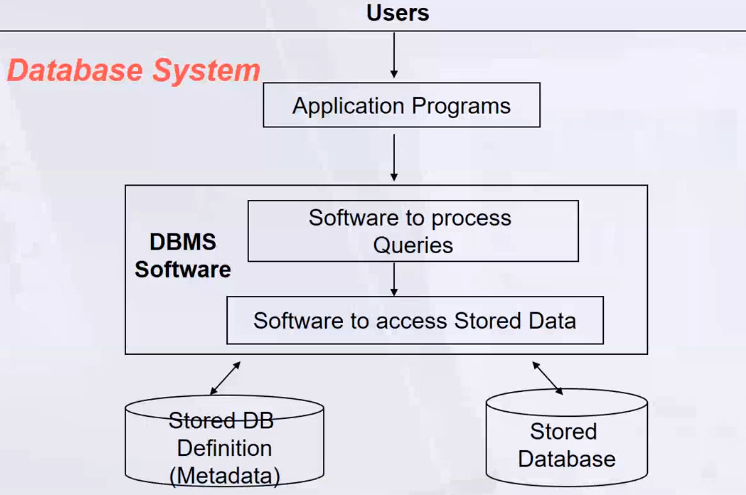 Users
Database System
Application Programs
Software to process
Queries
DBMS
Software
Software to access Stored Data
Stored DB
Definition
(Metadata)
Stored
Database